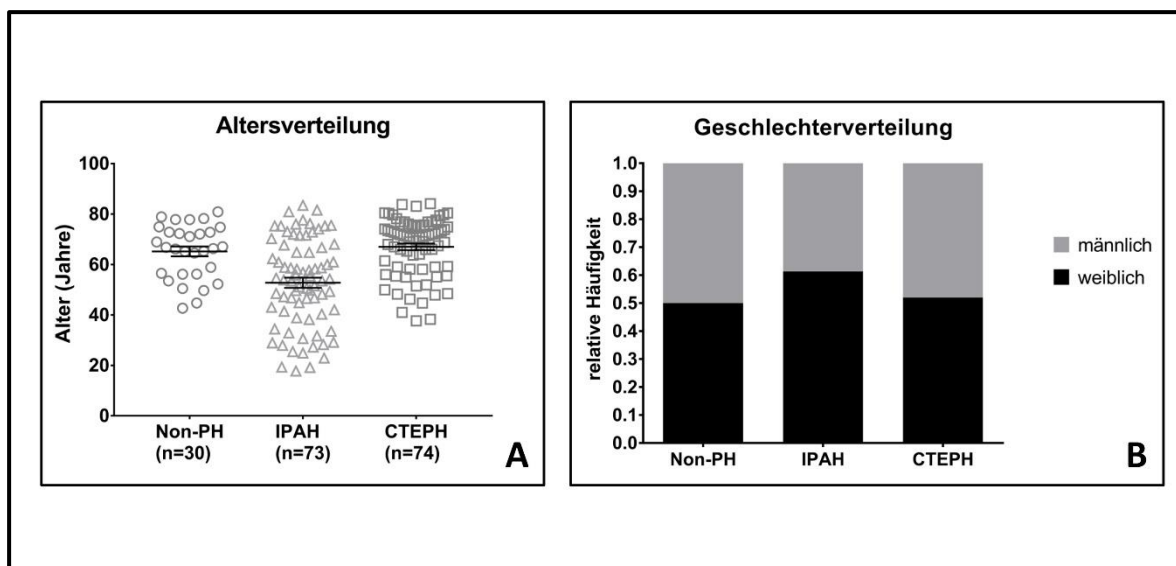 Altersverteilung
Alter (Jahre)
100
80
60
40
20
0
Non-PH
(n=30)
IPAH
(n=73)
CTEPH
(n=74)
A
Geschlechterverteilung
relative Häufigkeit
1.0
0.9
0.8
0.7
0.6
0.5
0.4
0.3
0.2
0.1
0.0
Non-PH
IPAH
CTEPH
männlich
weiblich
B